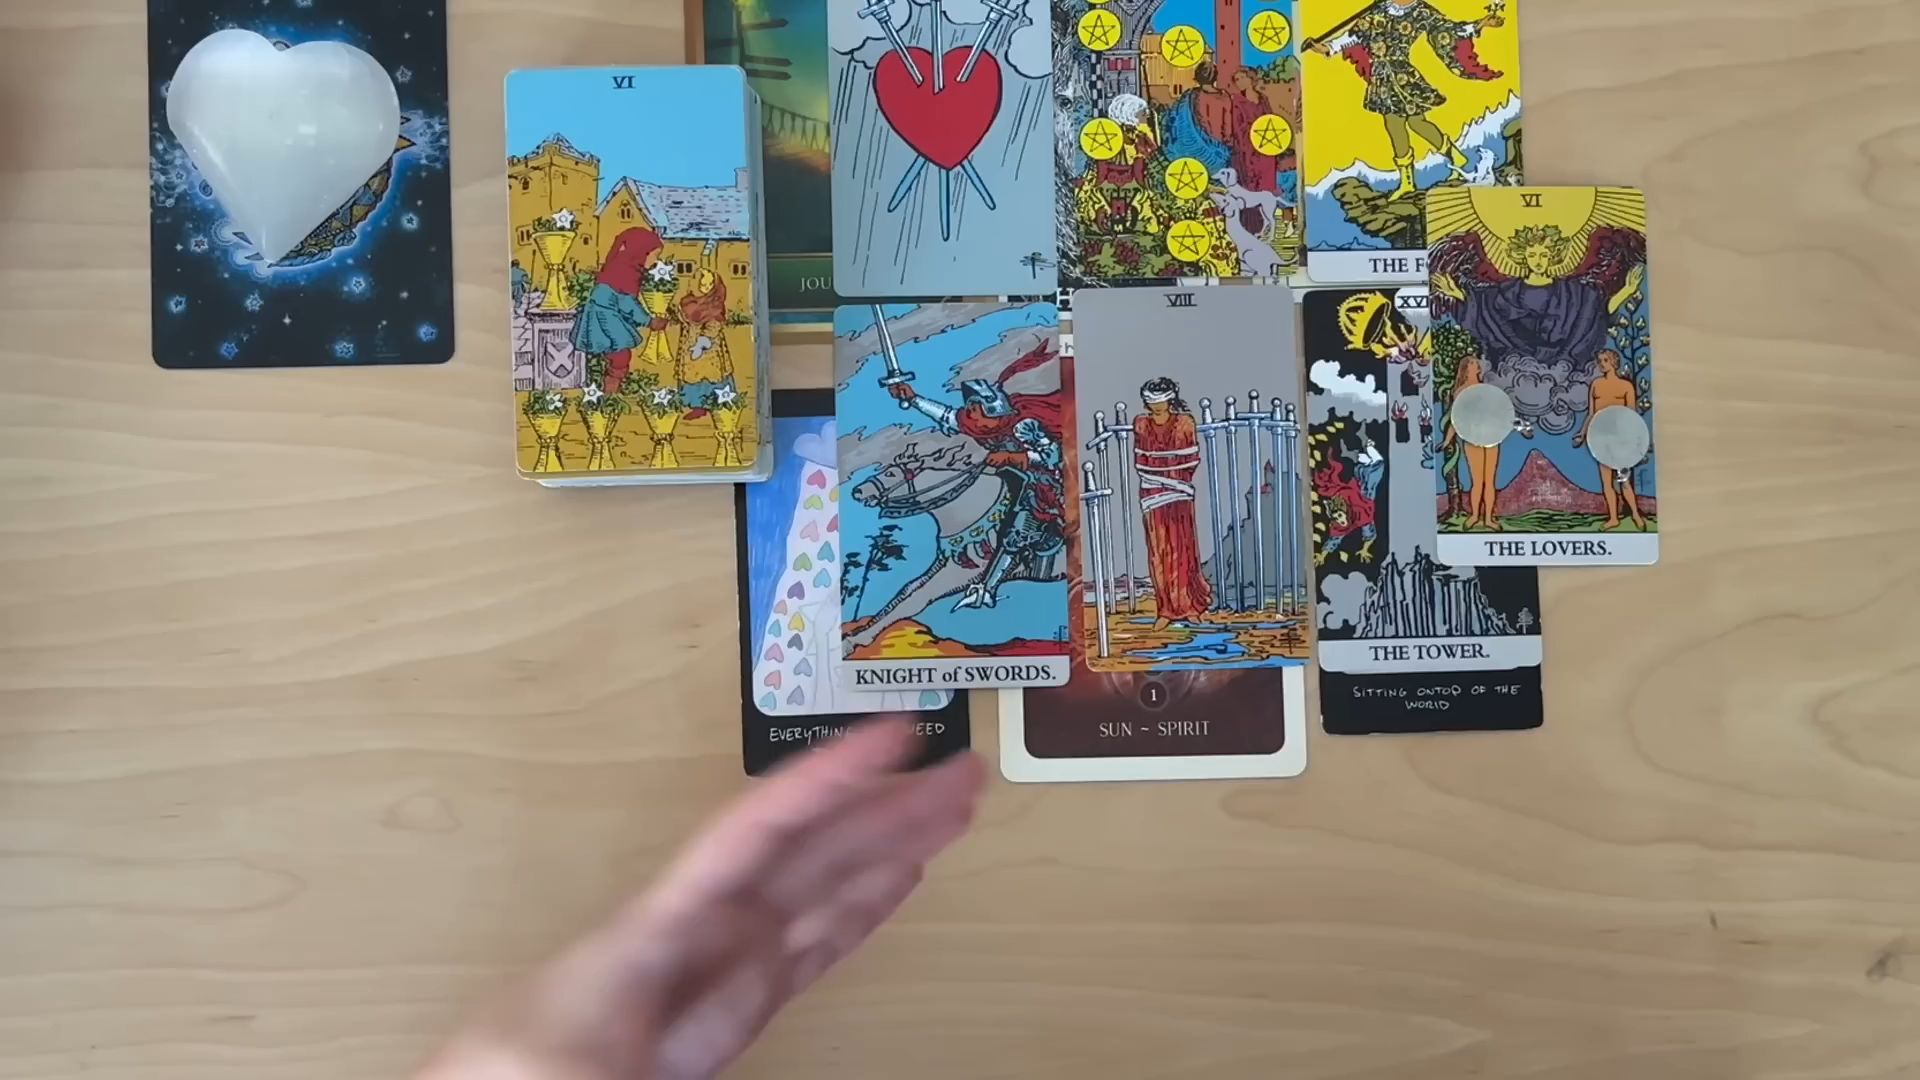 VI
JOU
THE F
VI
VIII
XVI
THE LOVERS.
THE TOWER.
KNIGHT of SWORDS.
1
SITTING ONTOP OF THE
WORLD
SUN ~ SPIRIT
EVERYTHING NEED